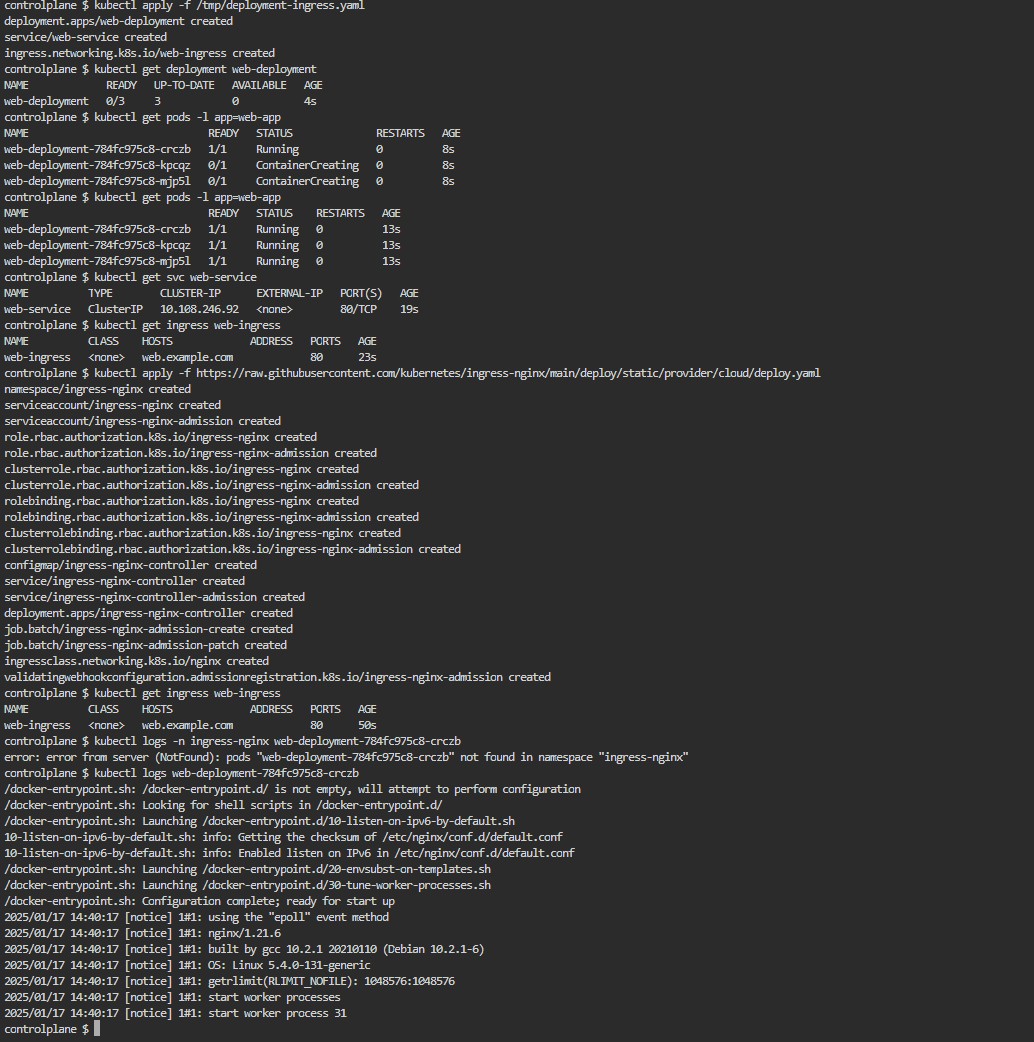 controlplane $ kubectl apply -f /tmp/deployment-ingress.yaml
deployment.apps/web-deployment created
service/web-service created
ingress.networking.k8s.io/web-ingress created
controlplane $ kubectl get deployment web-deployment
NAME             READY   UP-TO-DATE   AVAILABLE   AGE
web-deployment   0/3     3            0           4s
controlplane $ kubectl get pods -l app=web-app
NAME                              READY   STATUS              RESTARTS   AGE
web-deployment-784fc975c8-crczb   1/1     Running             0          8s
web-deployment-784fc975c8-kpcqz   0/1     ContainerCreating   0          8s
web-deployment-784fc975c8-mjp5l   0/1     ContainerCreating   0          8s
controlplane $ kubectl get pods -l app=web-app
NAME                              READY   STATUS    RESTARTS   AGE
web-deployment-784fc975c8-crczb   1/1     Running   0          13s
web-deployment-784fc975c8-kpcqz   1/1     Running   0          13s
web-deployment-784fc975c8-mjp5l   1/1     Running   0          13s
controlplane $ kubectl get svc web-service
NAME          TYPE        CLUSTER-IP      EXTERNAL-IP   PORT(S)   AGE
web-service   ClusterIP   10.108.246.92   <none>        80/TCP    19s
controlplane $ kubectl get ingress web-ingress
NAME          CLASS    HOSTS             ADDRESS   PORTS   AGE
web-ingress   <none>   web.example.com             80      23s
controlplane $ kubectl apply -f https://raw.githubusercontent.com/kubernetes/ingress-nginx/main/deploy/static/provider/cloud/deploy.yaml
namespace/ingress-nginx created
serviceaccount/ingress-nginx created
serviceaccount/ingress-nginx-admission created
role.rbac.authorization.k8s.io/ingress-nginx created
role.rbac.authorization.k8s.io/ingress-nginx-admission created
clusterrole.rbac.authorization.k8s.io/ingress-nginx created
clusterrole.rbac.authorization.k8s.io/ingress-nginx-admission created
rolebinding.rbac.authorization.k8s.io/ingress-nginx created
rolebinding.rbac.authorization.k8s.io/ingress-nginx-admission created
clusterrolebinding.rbac.authorization.k8s.io/ingress-nginx created
clusterrolebinding.rbac.authorization.k8s.io/ingress-nginx-admission created
configmap/ingress-nginx-controller created
service/ingress-nginx-controller created
service/ingress-nginx-controller-admission created
deployment.apps/ingress-nginx-controller created
job.batch/ingress-nginx-admission-create created
job.batch/ingress-nginx-admission-patch created
ingressclass.networking.k8s.io/nginx created
validatingwebhookconfiguration.admissionregistration.k8s.io/ingress-nginx-admission created
controlplane $ kubectl get ingress web-ingress
NAME          CLASS    HOSTS             ADDRESS   PORTS   AGE
web-ingress   <none>   web.example.com             80      50s
controlplane $ kubectl logs -n ingress-nginx web-deployment-784fc975c8-crczb
error: error from server (NotFound): pods "web-deployment-784fc975c8-crczb" not found in namespace "ingress-nginx"
controlplane $ kubectl logs web-deployment-784fc975c8-crczb
/docker-entrypoint.sh: /docker-entrypoint.d/ is not empty, will attempt to perform configuration
/docker-entrypoint.sh: Looking for shell scripts in /docker-entrypoint.d/
/docker-entrypoint.sh: Launching /docker-entrypoint.d/10-listen-on-ipv6-by-default.sh
10-listen-on-ipv6-by-default.sh: info: Getting the checksum of /etc/nginx/conf.d/default.conf
10-listen-on-ipv6-by-default.sh: info: Enabled listen on IPv6 in /etc/nginx/conf.d/default.conf
/docker-entrypoint.sh: Launching /docker-entrypoint.d/20-envsubst-on-templates.sh
/docker-entrypoint.sh: Launching /docker-entrypoint.d/30-tune-worker-processes.sh
/docker-entrypoint.sh: Configuration complete; ready for start up
2025/01/17 14:40:17 [notice] 1#1: using the "epoll" event method
2025/01/17 14:40:17 [notice] 1#1: nginx/1.21.6
2025/01/17 14:40:17 [notice] 1#1: built by gcc 10.2.1 20210110 (Debian 10.2.1-6)
2025/01/17 14:40:17 [notice] 1#1: OS: Linux 5.4.0-131-generic
2025/01/17 14:40:17 [notice] 1#1: getrlimit(RLIMIT_NOFILE): 1048576:1048576
2025/01/17 14:40:17 [notice] 1#1: start worker processes
2025/01/17 14:40:17 [notice] 1#1: start worker process 31
controlplane $